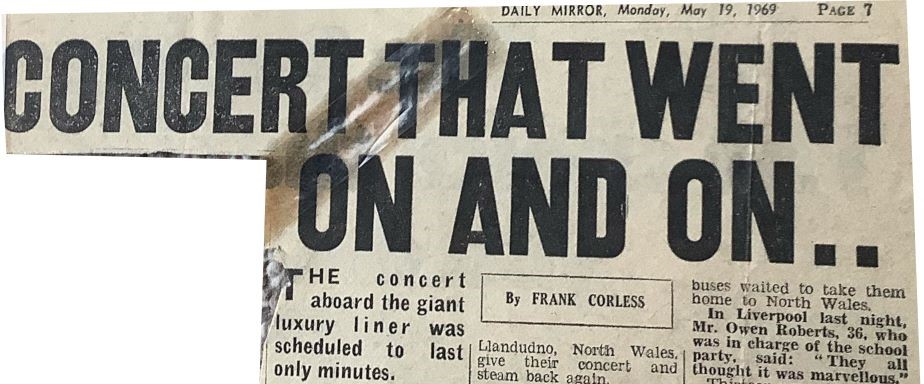 DAILY MIRROR, Monday, May 19, 1969 PAGE 7
CONCERT THAT WENT
ON AND ON..
THE concert
aboard the giant
luxury liner was
scheduled to last
only minutes.
By FRANK CORLESS
Llandudno, North Wales,
give their concert and
steam back again.
buses waited to take them
home to North Wales.
In Liverpool last night,
Mr. Owen Roberts, 36, who
was in charge of the school
party, said: "They all
thought it was marvellous."